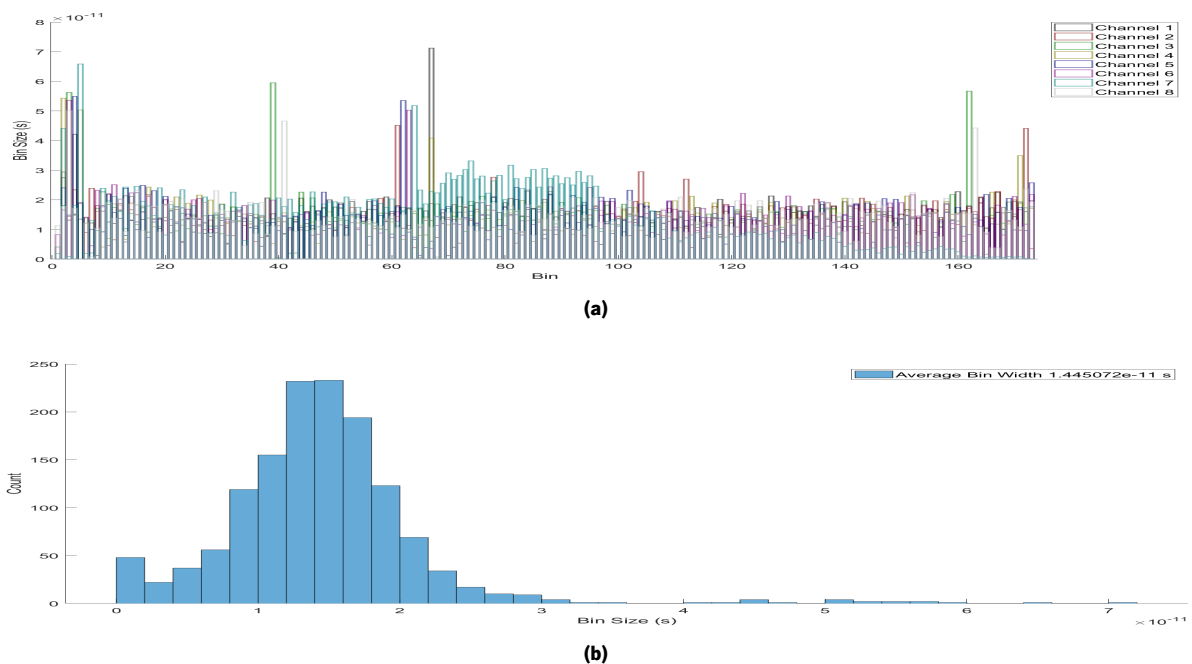 × 10⁻¹¹
8
7
6
5
4
3
2
1
0
Bin Size (s)
0 20 40 60 80 100 120 140 160
Bin
Channel 1
Channel 2
Channel 3
Channel 4
Channel 5
Channel 6
Channel 7
Channel 8
(a)
250
200
150
100
50
0
Count
0 1 2 3 4 5 6 7
Bin Size (s)
× 10⁻¹¹
Average Bin Width 1.445072e-11 s
(b)